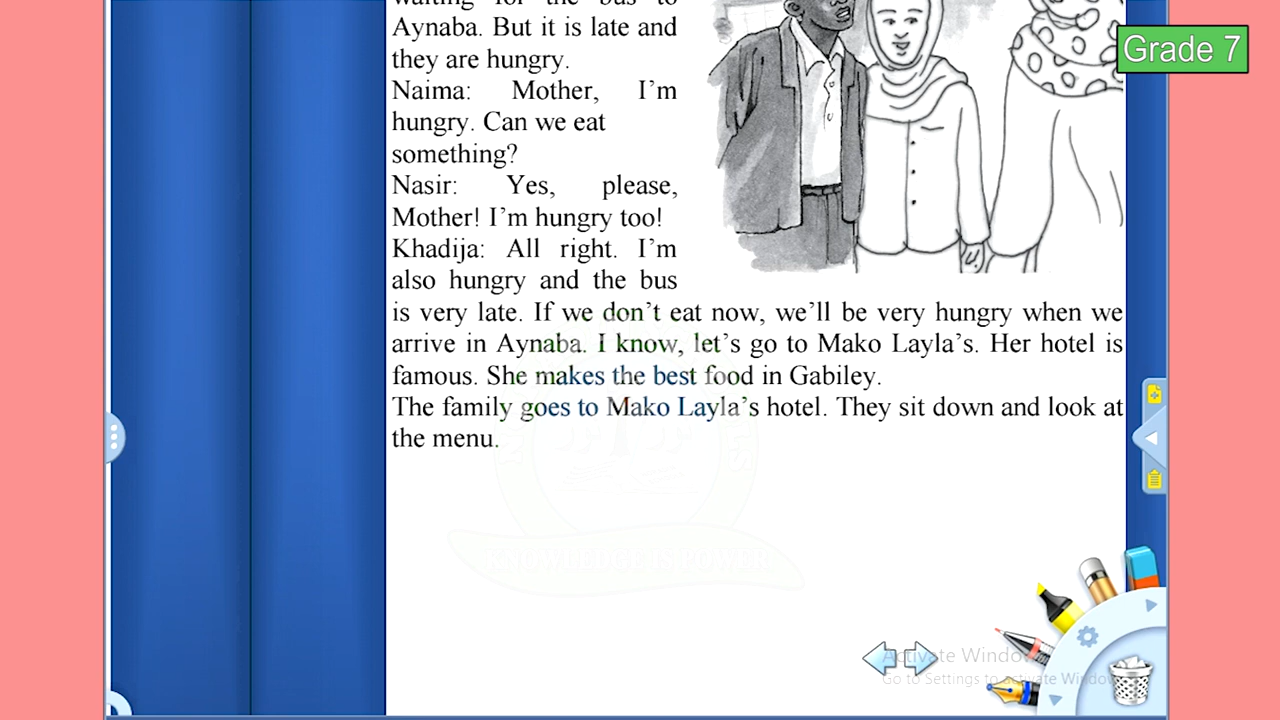 waiting for the bus to
Aynaba. But it is late and
they are hungry.
Naima: Mother, I'm
hungry. Can we eat
something?
Nasir: Yes, please,
Mother! I'm hungry too!
Khadija: All right. I'm
also hungry and the bus
is very late. If we don't eat now, we'll be very hungry when we
arrive in Aynaba. I know, let's go to Mako Layla's. Her hotel is
famous. She makes the best food in Gabiley.
The family goes to Mako Layla's hotel. They sit down and look at
the menu.
Grade 7
KNOWLEDGE IS POWER
Activate Windows
Go to Settings to activate Windows